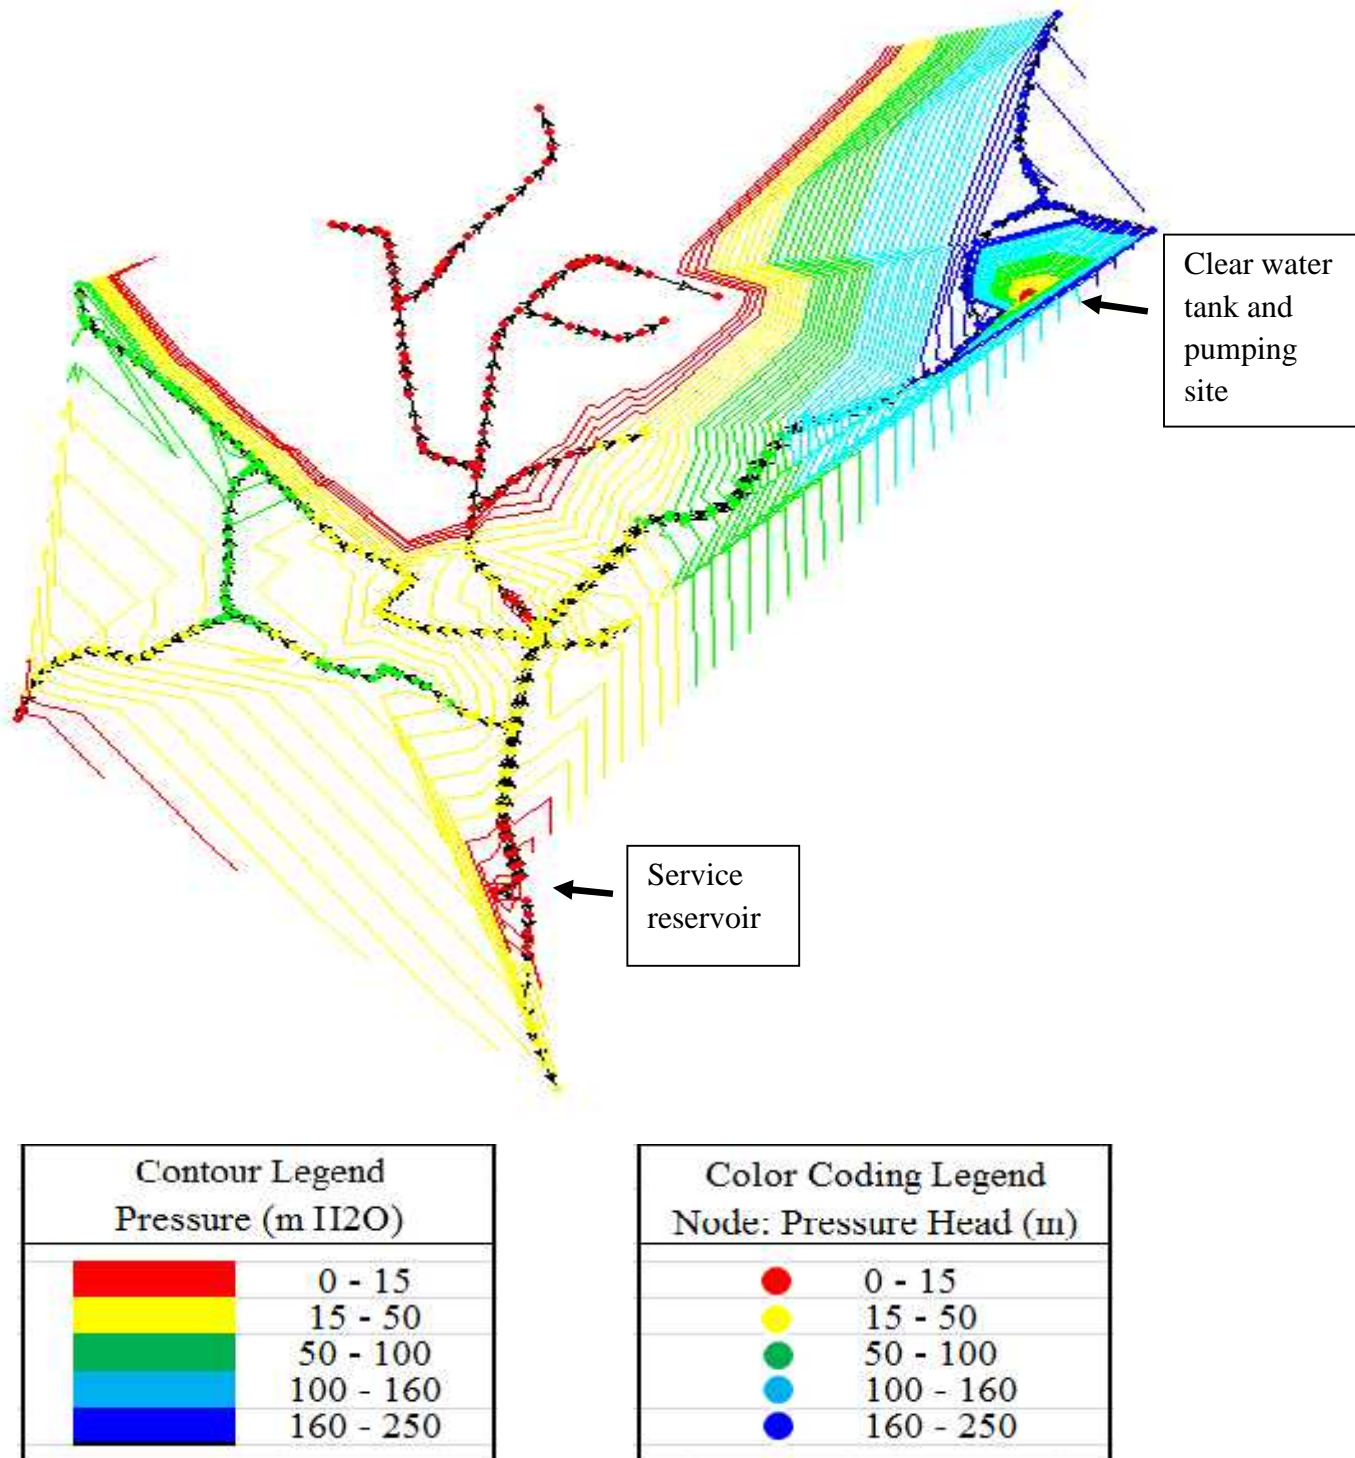 Clear water
tank and
pumping
site
Service
reservoir
Contour Legend
Pressure (m H2O)
0 - 15
15 - 50
50 - 100
100 - 160
160 - 250
Color Coding Legend
Node: Pressure Head (m)
0 - 15
15 - 50
50 - 100
100 - 160
160 - 250